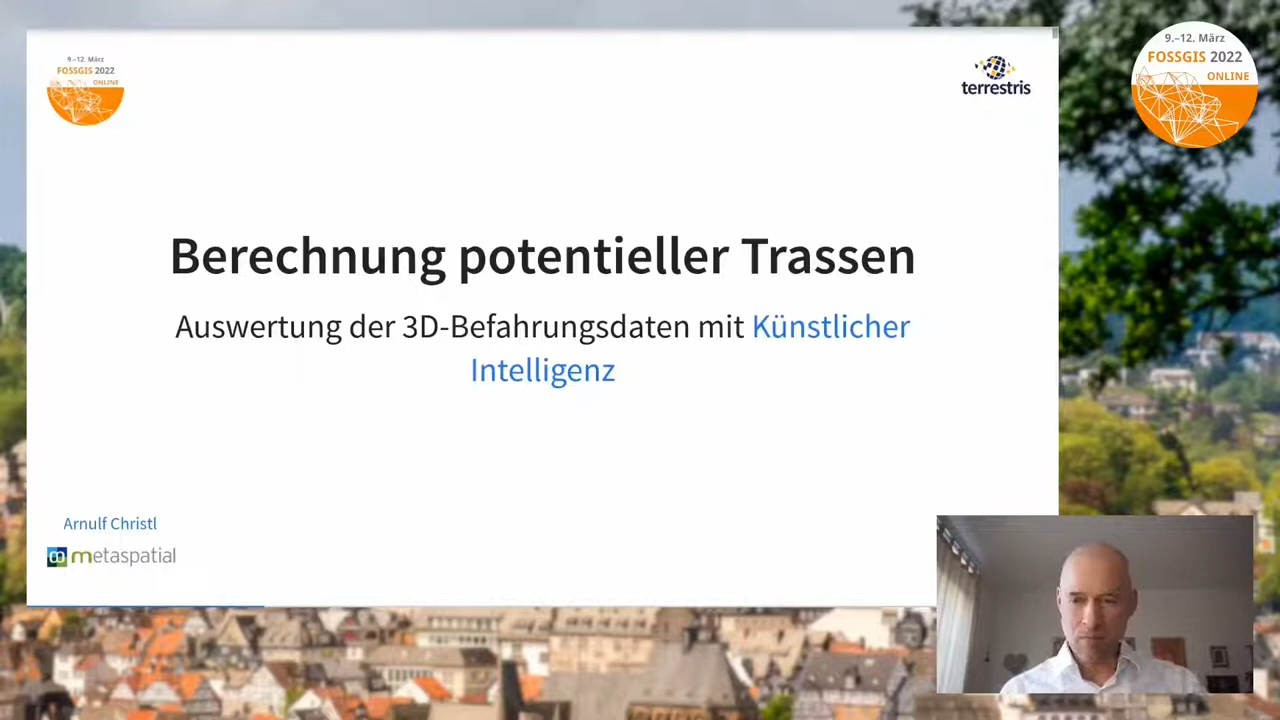 9.–12. März
FOSSGIS 2022
ONLINE
terrestris
9.–12. März
FOSSGIS 2022
ONLINE
Berechnung potentieller Trassen
Auswertung der 3D-Befahrungsdaten mit Künstlicher
Intelligenz
Arnulf Christl
metaspatial